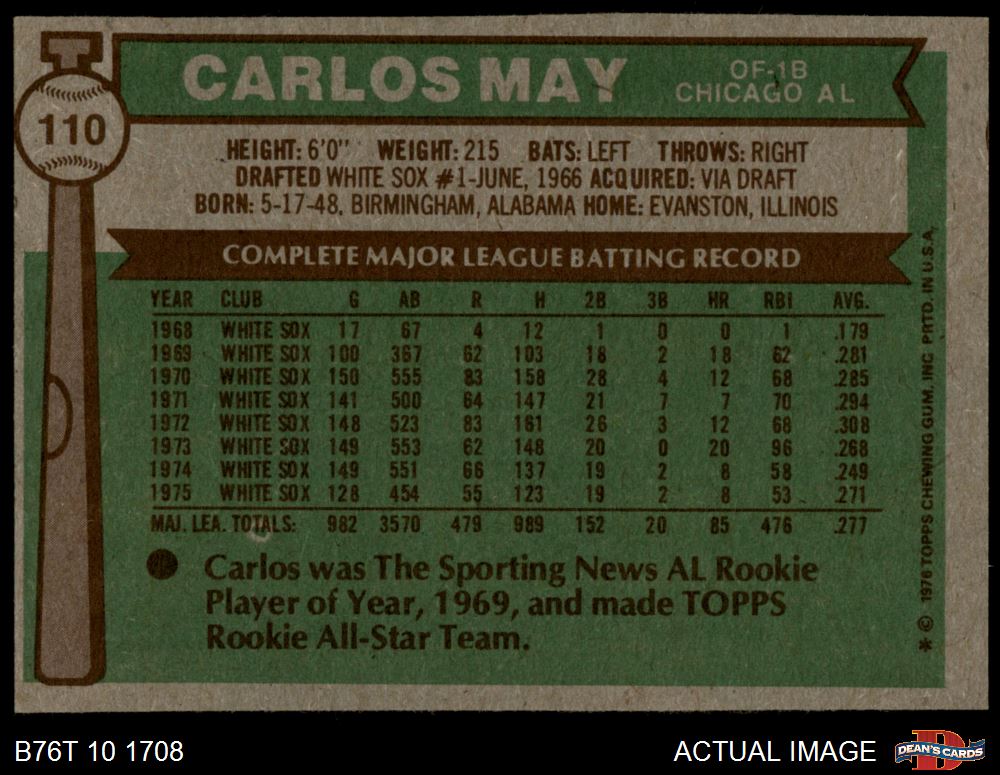 CARLOS MAY
OF-1B
CHICAGO AL
110
HEIGHT: 6'0" WEIGHT: 215 BATS: LEFT THROWS: RIGHT
DRAFTED WHITE SOX #1-JUNE, 1966 ACQUIRED: VIA DRAFT
BORN: 5-17-48, BIRMINGHAM, ALABAMA HOME: EVANSTON, ILLINOIS
COMPLETE MAJOR LEAGUE BATTING RECORD
YEAR CLUB G AB R H 2B 3B HR RBI AVG.
1968 WHITE SOX 17 67 4 12 1 0 0 1 .179
1969 WHITE SOX 100 367 62 103 18 2 18 62 .281
1970 WHITE SOX 150 555 83 158 28 4 12 68 .285
1971 WHITE SOX 141 500 64 147 21 7 7 70 .294
1972 WHITE SOX 148 523 83 161 26 3 12 68 .308
1973 WHITE SOX 149 553 62 148 20 0 20 96 .268
1974 WHITE SOX 149 551 66 137 19 2 8 58 .249
1975 WHITE SOX 128 454 55 123 19 2 8 53 .271
MAJ. LEA. TOTALS: 982 3570 479 989 152 20 85 476 .277
Carlos was The Sporting News AL Rookie
Player of Year, 1969, and made TOPPS
Rookie All-Star Team.
* © 1976 TOPPS CHEWING GUM, INC PRTD. IN U.S.A.
B76T 10 1708
ACTUAL IMAGE
DEAN'S CARDS